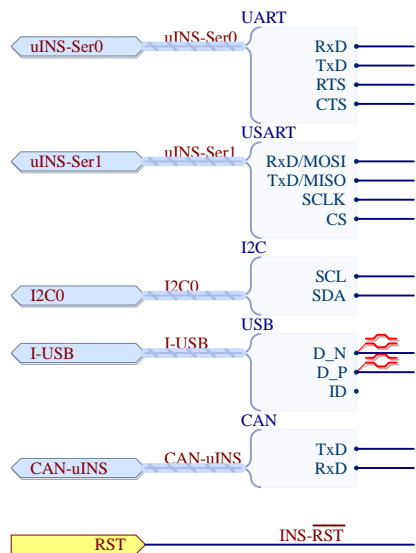 UART
uINS-Ser0 uINS-Ser0 RxD
TxD
RTS
CTS
USART
uINS-Ser1 uINS-Ser1 RxD/MOSI
TxD/MISO
SCLK
CS
I2C
SCL
I2C0 I2C0 SDA
USB
I-USB I-USB D_N
D_P
ID
CAN
TxD
CAN-uINS CAN-uINS RxD
RST INS-RST